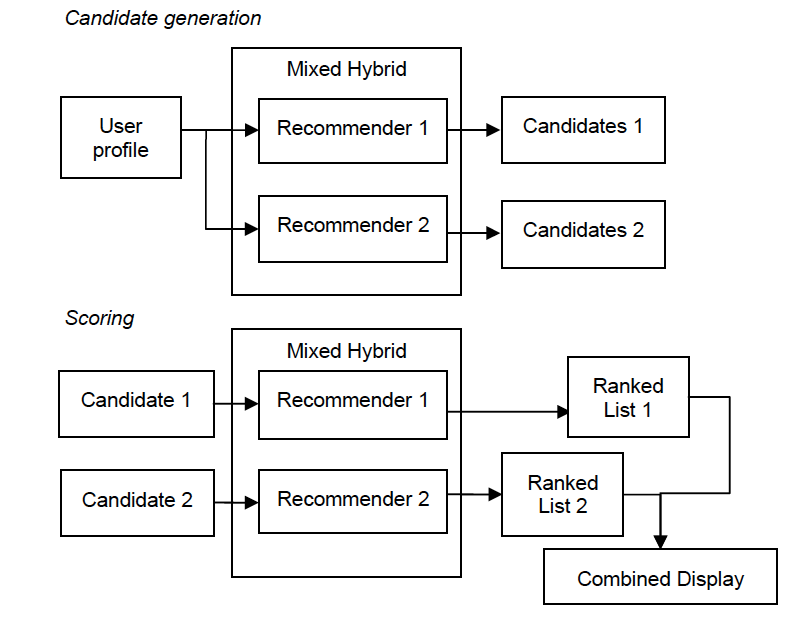 Candidate generation
Mixed Hybrid
User
profile
Recommender 1
Candidates 1
Recommender 2
Candidates 2
Scoring
Mixed Hybrid
Candidate 1
Recommender 1
Ranked
List 1
Candidate 2
Recommender 2
Ranked
List 2
Combined Display